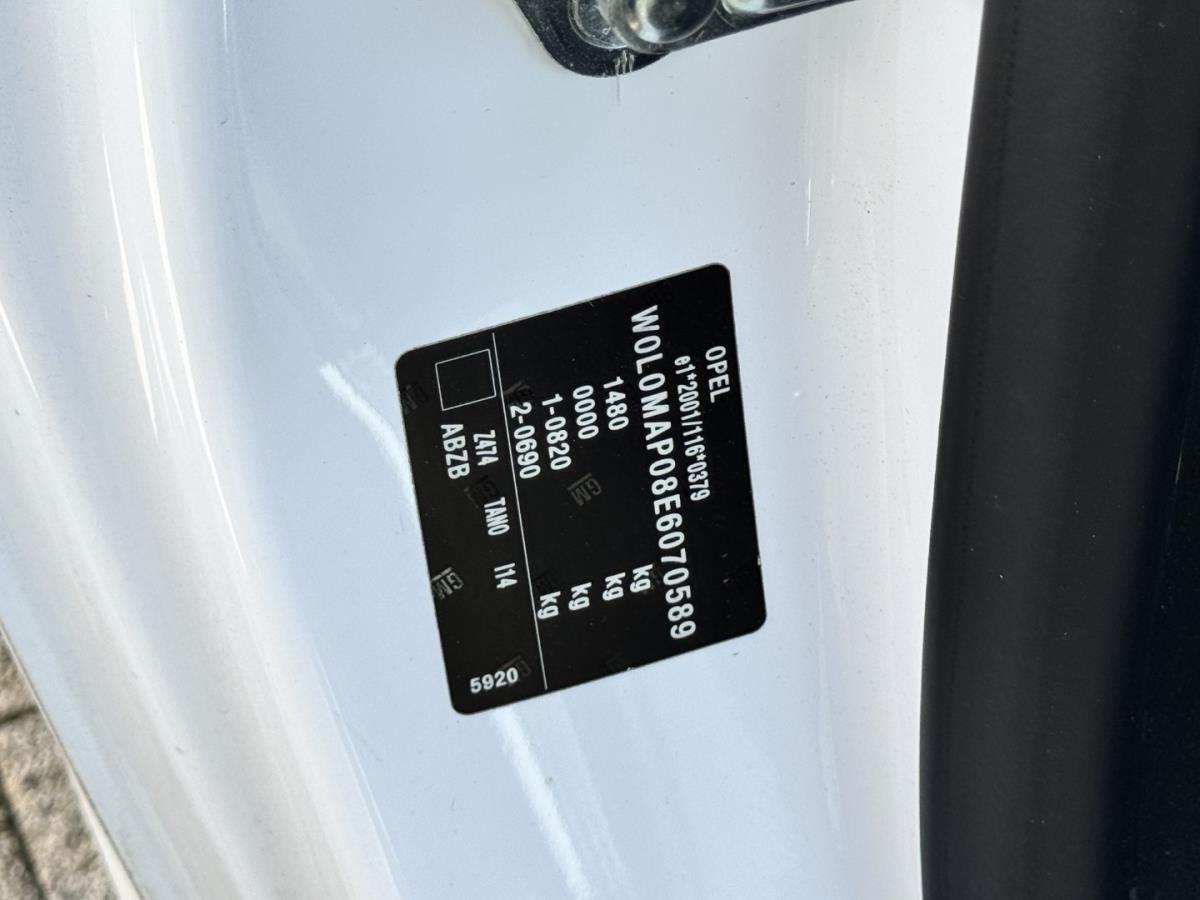 OPEL
e1*2001/116*0379
W0L0MAP08E6070589
1480 kg
0000 kg
1-0820 kg
2-0690 kg
Z474 TANO I14
ABZB 5920
GM